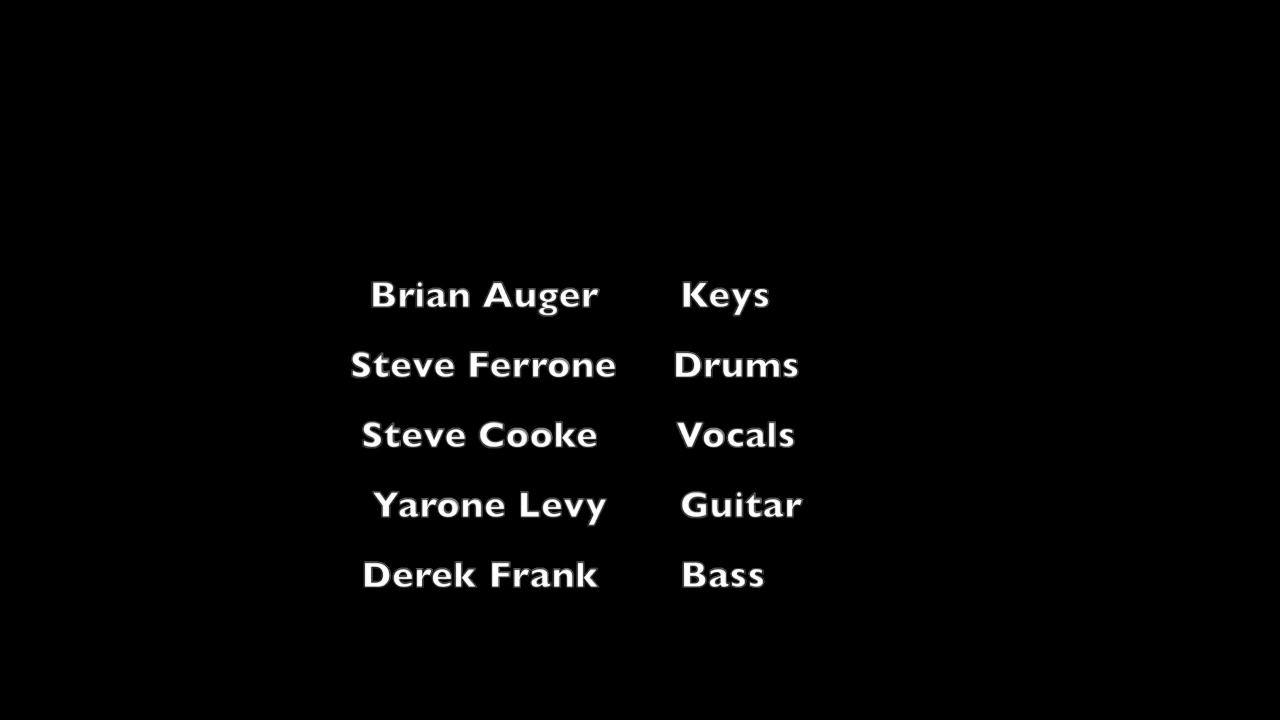 Brian Auger Keys
Steve Ferrone Drums
Steve Cooke Vocals
Yarone Levy Guitar
Derek Frank Bass